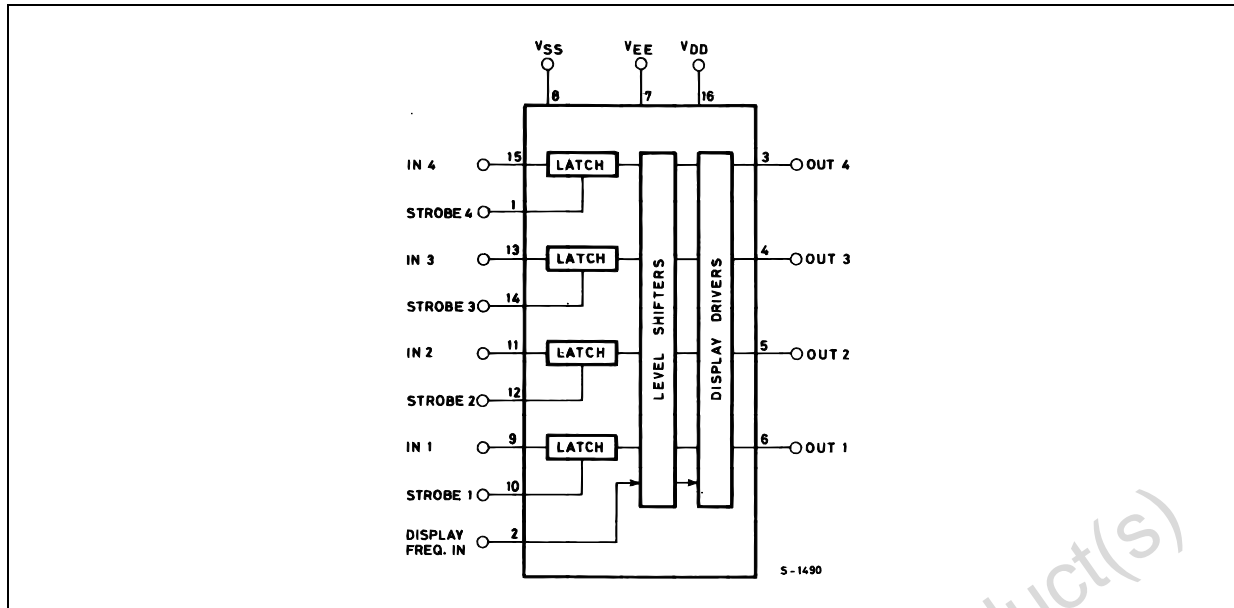 VSS VEE VDD
8 7 16
IN 4 15 LATCH 3 OUT 4
STROBE 4 1
IN 3 13 LATCH 4 OUT 3
STROBE 3 14
LEVEL SHIFTERS
DISPLAY DRIVERS
IN 2 11 LATCH 5 OUT 2
STROBE 2 12
IN 1 9 LATCH 6 OUT 1
STROBE 1 10
DISPLAY
FREQ. IN 2
S-1490
duct(s)